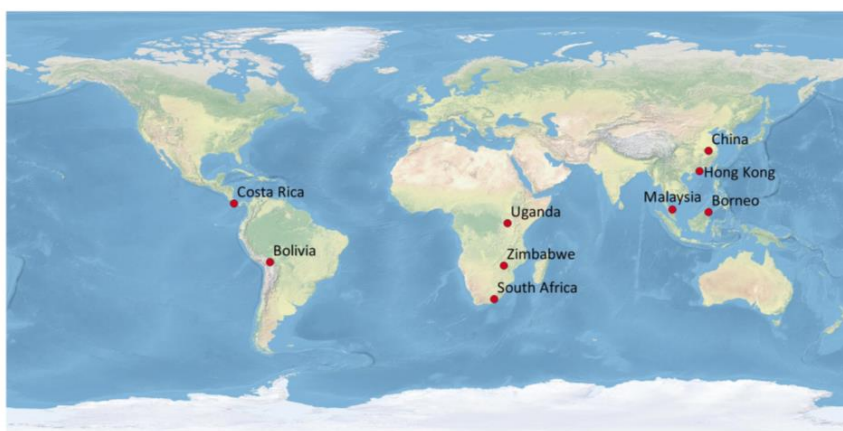 China
Hong Kong
Malaysia
Borneo
Costa Rica
Uganda
Bolivia
Zimbabwe
South Africa